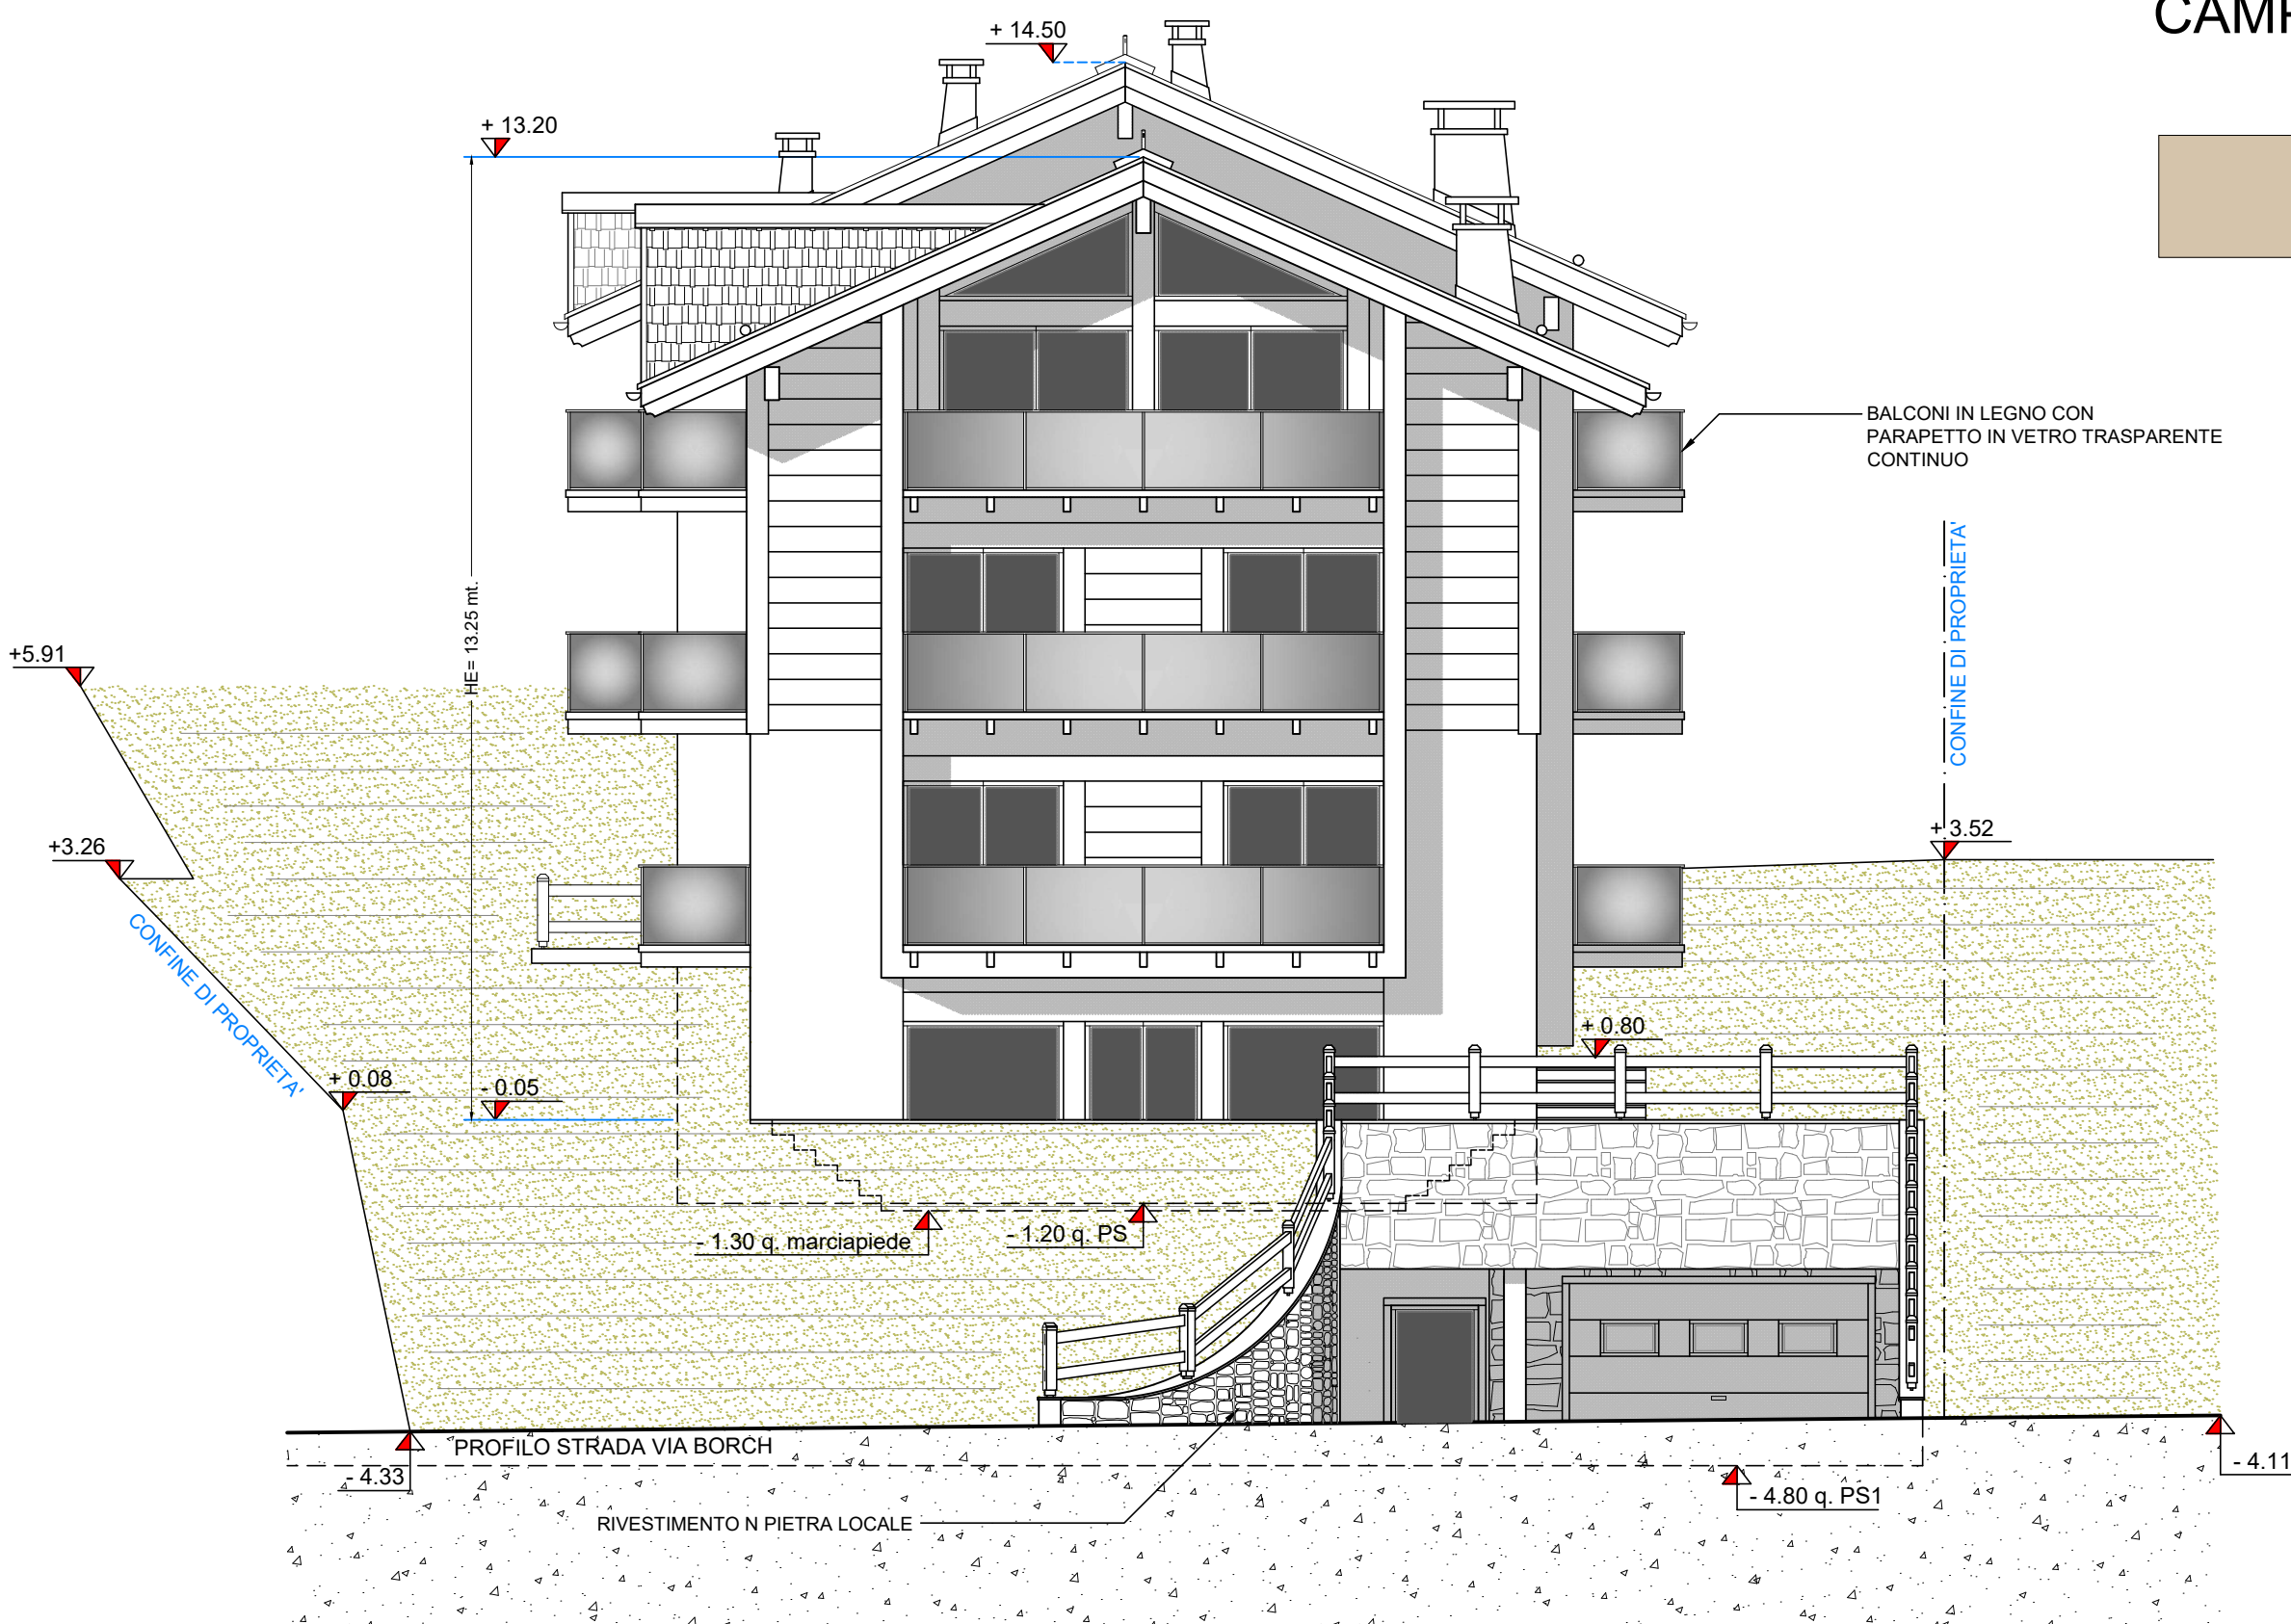 + 14.50
+ 13.20
BALCONI IN LEGNO CON
PARAPETTO IN VETRO TRASPARENTE
CONTINUO
CONFINE DI PROPRIETA'
HE= 13.25 mt.
+5.91
+ 3.52
+3.26
CONFINE DI PROPRIETA'
+ 0.80
+ 0.08
- 0.05
- 1.30 q. marciapiede
- 1.20 q. PS
PROFILO STRADA VIA BORCH
- 4.33
- 4.11
- 4.80 q. PS1
RIVESTIMENTO N PIETRA LOCALE